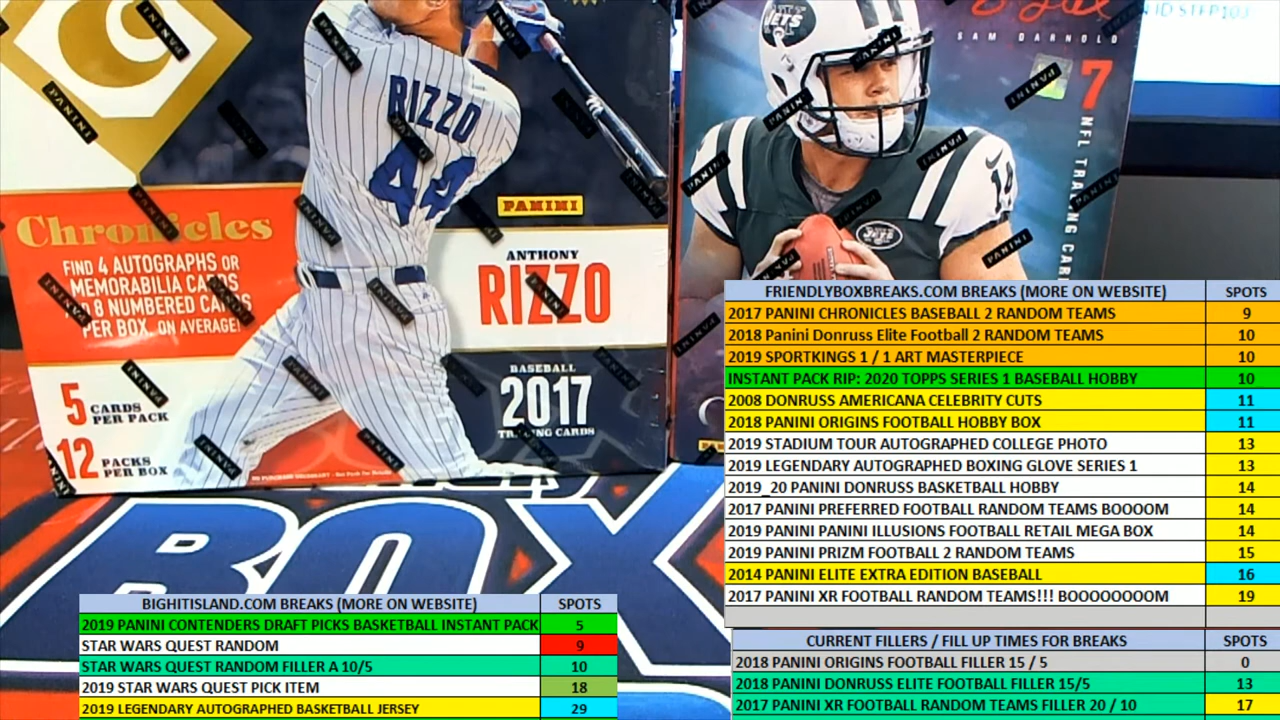 RIZZO
44
PANINI
Chronicles
FIND 4 AUTOGRAPHS OR
MEMORABILIA CARDS
8 NUMBERED CARDS
PER BOX, ON AVERAGE!
5 CARDS
PER PACK
12 PACKS
PER BOX
ANTHONY
RIZZO
BASEBALL
2017
TRADING CARDS
JETS
SAM DARNOLD
7
NFL TRADING CARDS
14
JETS
BOX
FRIENDLYBOXBREAKS.COM BREAKS (MORE ON WEBSITE) SPOTS
2017 PANINI CHRONICLES BASEBALL 2 RANDOM TEAMS 9
2018 Panini Donruss Elite Football 2 RANDOM TEAMS 10
2019 SPORTKINGS 1 / 1 ART MASTERPIECE 10
INSTANT PACK RIP: 2020 TOPPS SERIES 1 BASEBALL HOBBY 10
2008 DONRUSS AMERICANA CELEBRITY CUTS 11
2018 PANINI ORIGINS FOOTBALL HOBBY BOX 11
2019 STADIUM TOUR AUTOGRAPHED COLLEGE PHOTO 13
2019 LEGENDARY AUTOGRAPHED BOXING GLOVE SERIES 1 13
2019_20 PANINI DONRUSS BASKETBALL HOBBY 14
2017 PANINI PREFERRED FOOTBALL RANDOM TEAMS BOOOOM 14
2019 PANINI PANINI ILLUSIONS FOOTBALL RETAIL MEGA BOX 14
2019 PANINI PRIZM FOOTBALL 2 RANDOM TEAMS 15
2014 PANINI ELITE EXTRA EDITION BASEBALL 16
2017 PANINI XR FOOTBALL RANDOM TEAMS!!! BOOOOOOOOM 19
CURRENT FILLERS / FILL UP TIMES FOR BREAKS SPOTS
2018 PANINI ORIGINS FOOTBALL FILLER 15 / 5 0
2018 PANINI DONRUSS ELITE FOOTBALL FILLER 15/5 13
2017 PANINI XR FOOTBALL RANDOM TEAMS FILLER 20 / 10 17
BIGHITISLAND.COM BREAKS (MORE ON WEBSITE) SPOTS
2019 PANINI CONTENDERS DRAFT PICKS BASKETBALL INSTANT PACK 5
STAR WARS QUEST RANDOM 9
STAR WARS QUEST RANDOM FILLER A 10/5 10
2019 STAR WARS QUEST PICK ITEM 18
2019 LEGENDARY AUTOGRAPHED BASKETBALL JERSEY 29